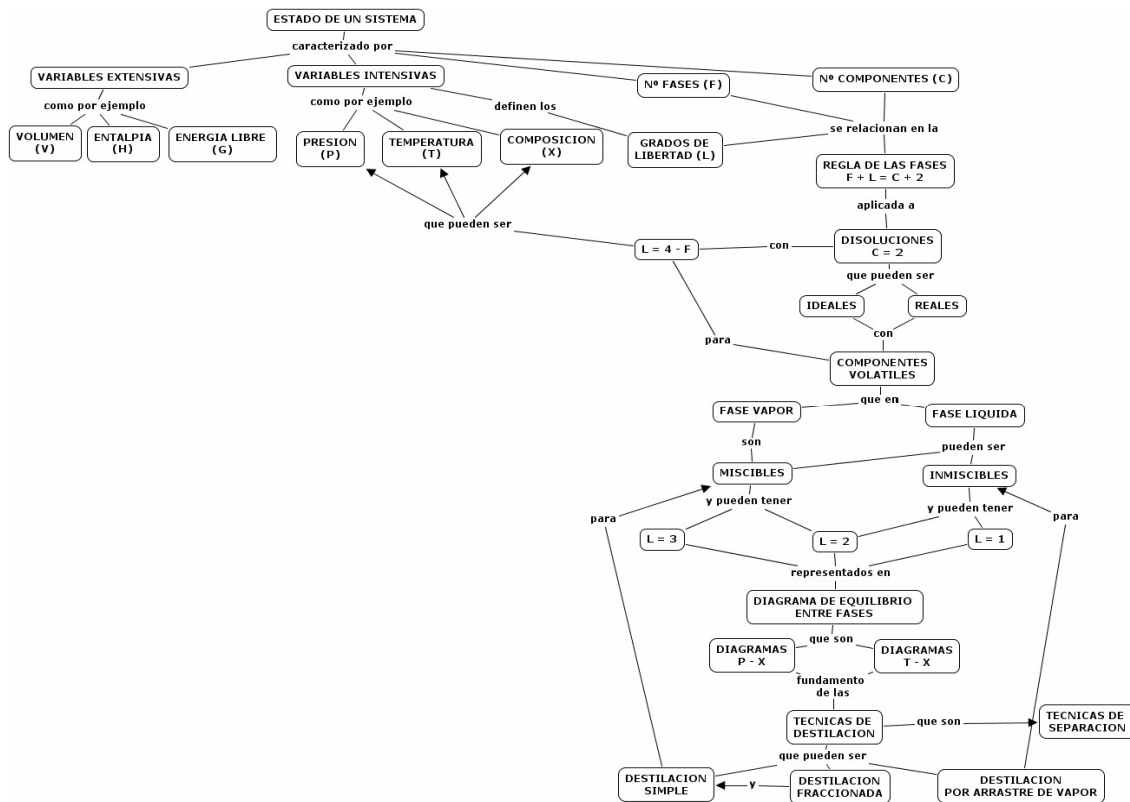 ESTADO DE UN SISTEMA
caracterizado por
VARIABLES EXTENSIVAS
VARIABLES INTENSIVAS
Nº FASES (F)
Nº COMPONENTES (C)
como por ejemplo
como por ejemplo
definen los
se relacionan en la
VOLUMEN
(V)
ENTALPIA
(H)
ENERGIA LIBRE
(G)
PRESION
(P)
TEMPERATURA
(T)
COMPOSICION
(X)
GRADOS DE
LIBERTAD (L)
REGLA DE LAS FASES
F + L = C + 2
aplicada a
que pueden ser
L = 4 - F
con
DISOLUCIONES
C = 2
que pueden ser
IDEALES
REALES
con
para
COMPONENTES
VOLATILES
que en
FASE VAPOR
FASE LIQUIDA
son
pueden ser
MISCIBLES
INMISCIBLES
y pueden tener
y pueden tener
para
para
L = 3
L = 2
L = 1
representados en
DIAGRAMA DE EQUILIBRIO
ENTRE FASES
que son
DIAGRAMAS
P - X
DIAGRAMAS
T - X
fundamento
de las
TECNICAS DE
DESTILACION
que son
TECNICAS DE
SEPARACION
que pueden ser
DESTILACION
SIMPLE
y
DESTILACION
FRACCIONADA
DESTILACION
POR ARRASTRE DE VAPOR